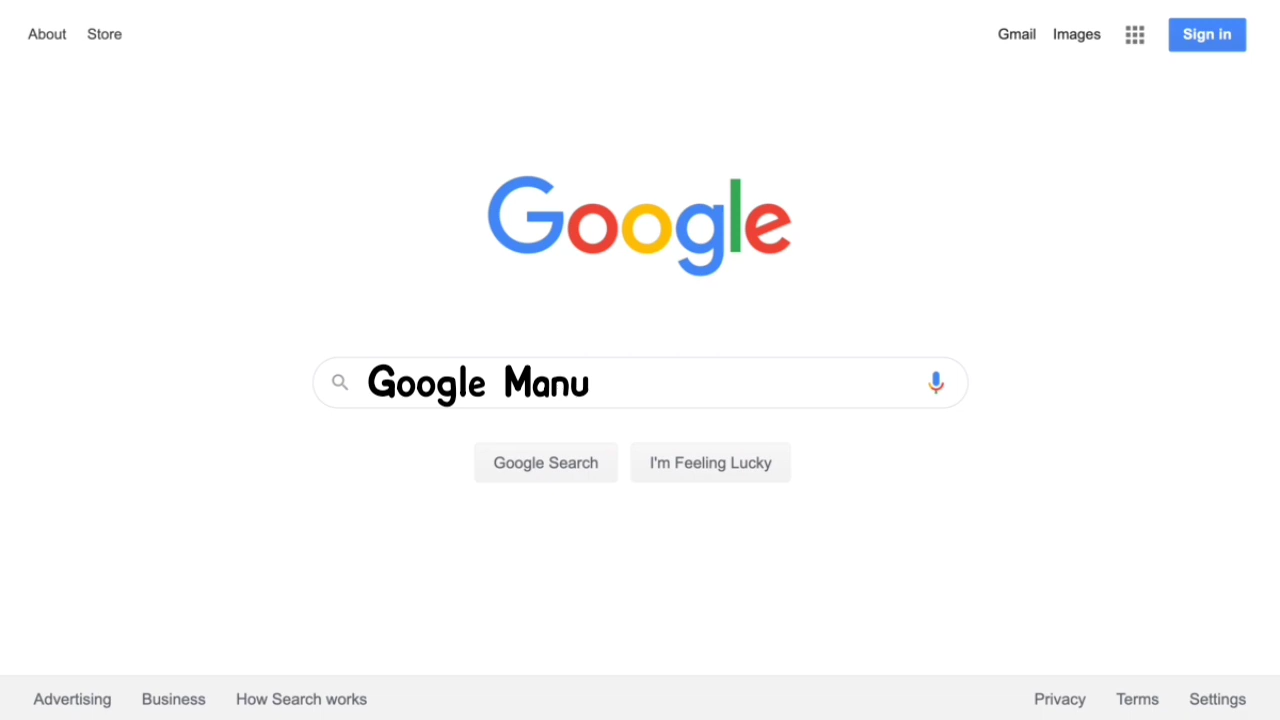 About Store Gmail Images Sign in
Google
Google Manu
Google Search I'm Feeling Lucky
Advertising Business How Search works Privacy Terms Settings